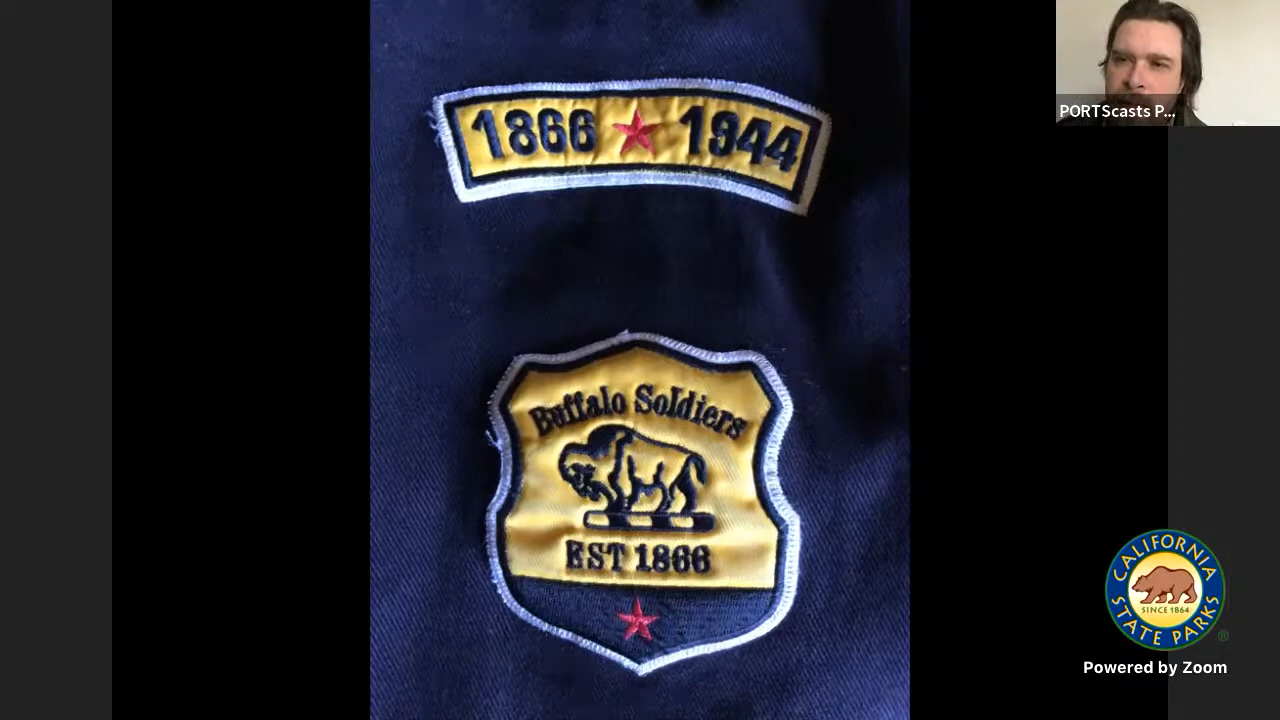 1866 ★ 1944
Buffalo Soldiers
EST 1866
PORTScasts P...
CALIFORNIA
SINCE 1864
STATE PARKS
®
Powered by Zoom